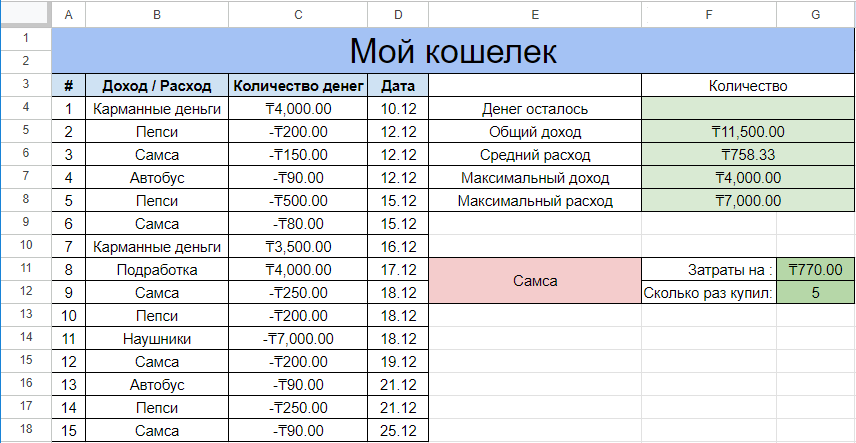 A B C D E F G
1
Мой кошелек
2
3 # Доход / Расход Количество денег Дата Количество
4 1 Карманные деньги ₸4,000.00 10.12 Денег осталось
5 2 Пепси -₸200.00 12.12 Общий доход ₸11,500.00
6 3 Самса -₸150.00 12.12 Средний расход ₸758.33
7 4 Автобус -₸90.00 12.12 Максимальный доход ₸4,000.00
8 5 Пепси -₸500.00 15.12 Максимальный расход ₸7,000.00
9 6 Самса -₸80.00 15.12
10 7 Карманные деньги ₸3,500.00 16.12
11 8 Подработка ₸4,000.00 17.12 Самса Затраты на : ₸770.00
12 9 Самса -₸250.00 18.12 Сколько раз купил: 5
13 10 Пепси -₸200.00 18.12
14 11 Наушники -₸7,000.00 18.12
15 12 Самса -₸200.00 19.12
16 13 Автобус -₸90.00 21.12
17 14 Пепси -₸250.00 21.12
18 15 Самса -₸90.00 25.12